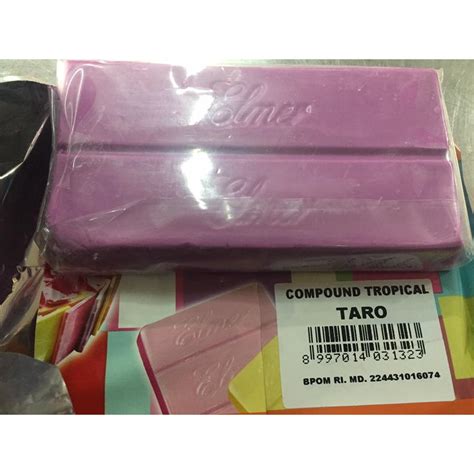 Elmer
Elmer
Elmer
COMPOUND TROPICAL
TARO
8 997014 031323
BPOM RI. MD. 224431016074